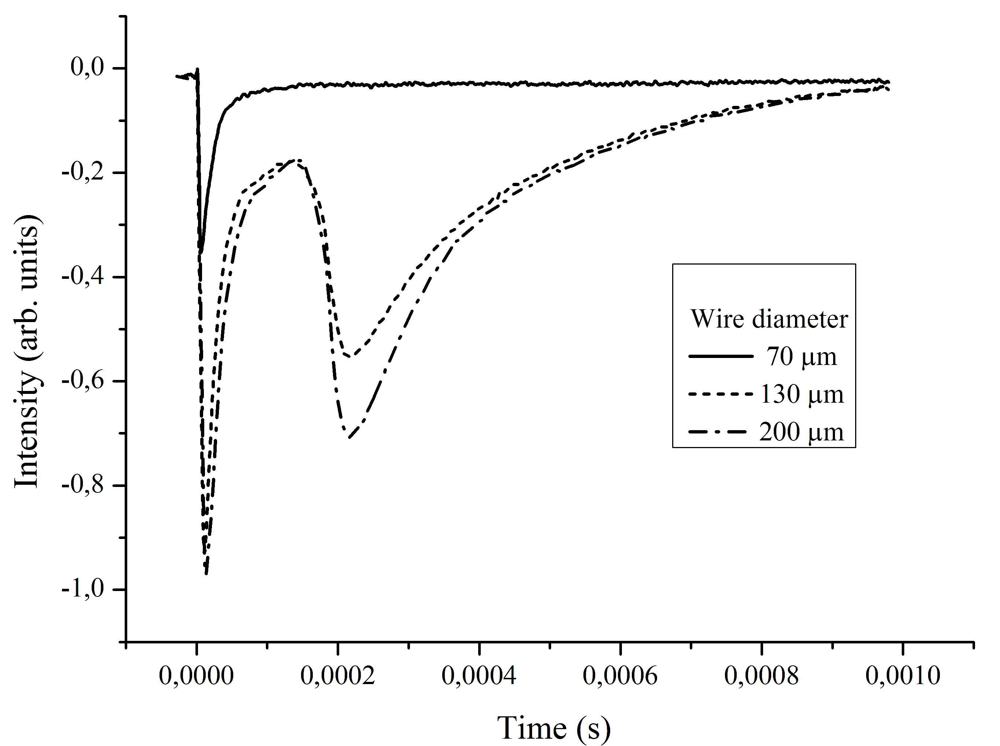 0,0
-0,2
-0,4
-0,6
-0,8
-1,0
Intensity (arb. units)
Wire diameter
70 µm
130 µm
200 µm
0,0000 0,0002 0,0004 0,0006 0,0008 0,0010
Time (s)